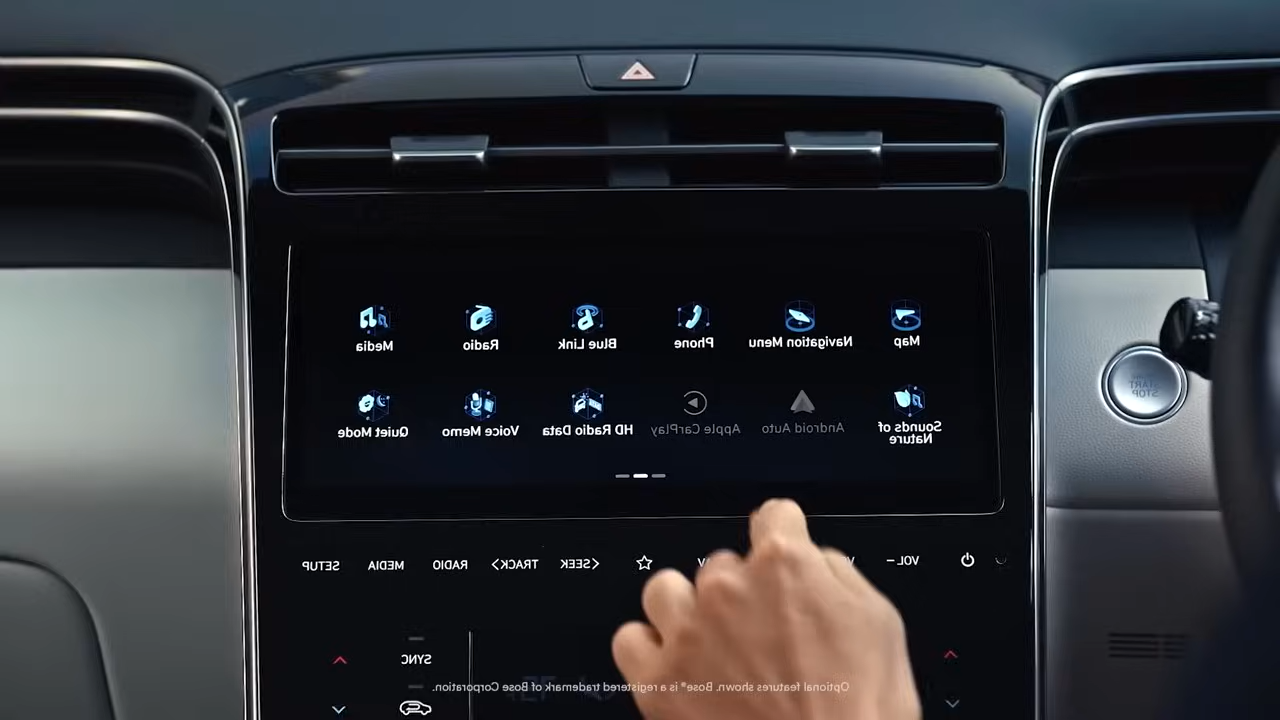 Map
Navigation Menu
Phone
Blue Link
Radio
Media
Sounds of
Nature
Android Auto
Apple CarPlay
HD Radio Data
Voice Memo
Quiet Mode
START
STOP
VOL–
<SEEK
TRACK>
RADIO
MEDIA
SETUP
SYNC
Optional features shown. Bose® is a registered trademark of Bose Corporation.